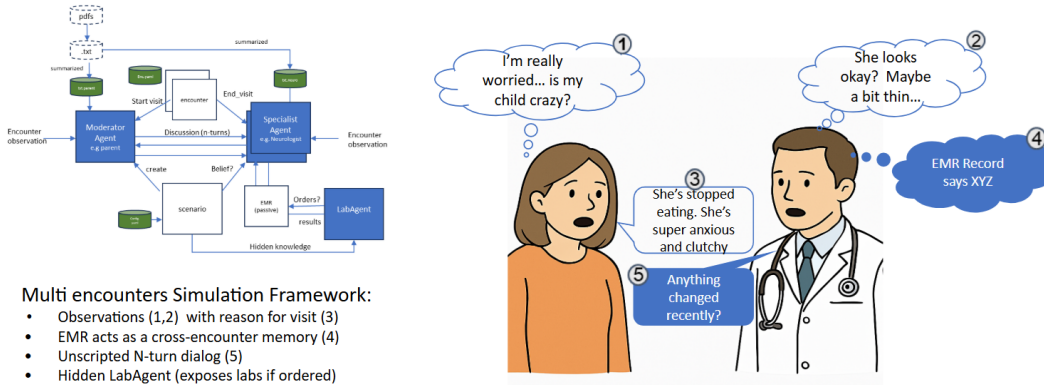 pdfs
.txt
summarized
summarized
Start visit
encounter
End_visit
Moderator
Agent
e.g parent
Specialist
Agent
e.g. Neurologist
Discussion (n-turns)
Encounter
observation
Encounter
observation
create
Belief?
scenario
EMR
(passive)
Orders?
results
LabAgent
Hidden knowledge
Multi encounters Simulation Framework:
• Observations (1,2) with reason for visit (3)
• EMR acts as a cross-encounter memory (4)
• Unscripted N-turn dialog (5)
• Hidden LabAgent (exposes labs if ordered)
1
I'm really
worried... is my
child crazy?
2
She looks
okay? Maybe
a bit thin...
3
She's stopped
eating. She's
super anxious
and clutchy
4
EMR Record
says XYZ
5
Anything
changed
recently?